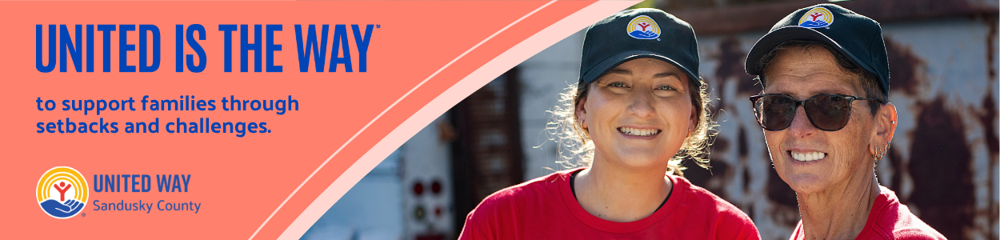 UNITED IS THE WAY™
to support families through
setbacks and challenges.
UNITED WAY
Sandusky County